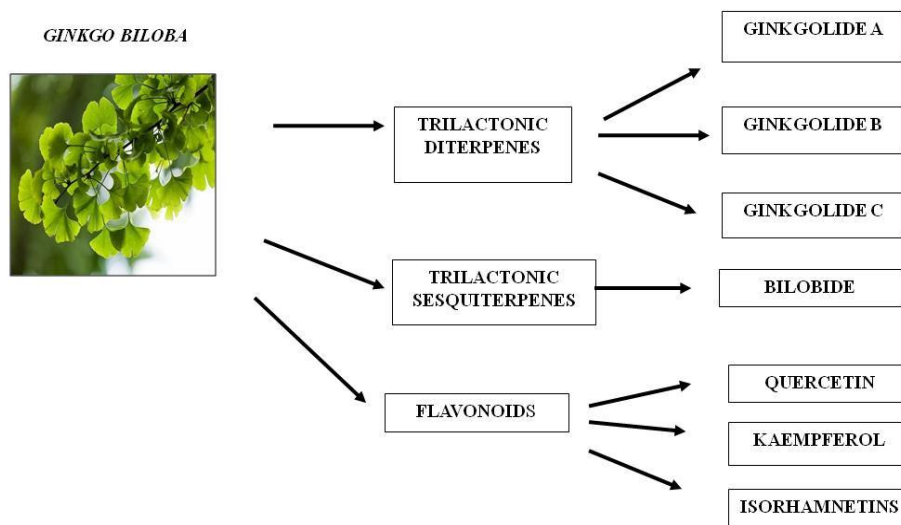 GINKGO BILOBA
TRILACTONIC
DITERPENES
GINKGOLIDE A
GINKGOLIDE B
GINKGOLIDE C
TRILACTONIC
SESQUITERPENES
BILOBIDE
FLAVONOIDS
QUERCETIN
KAEMPFEROL
ISORHAMNETINS